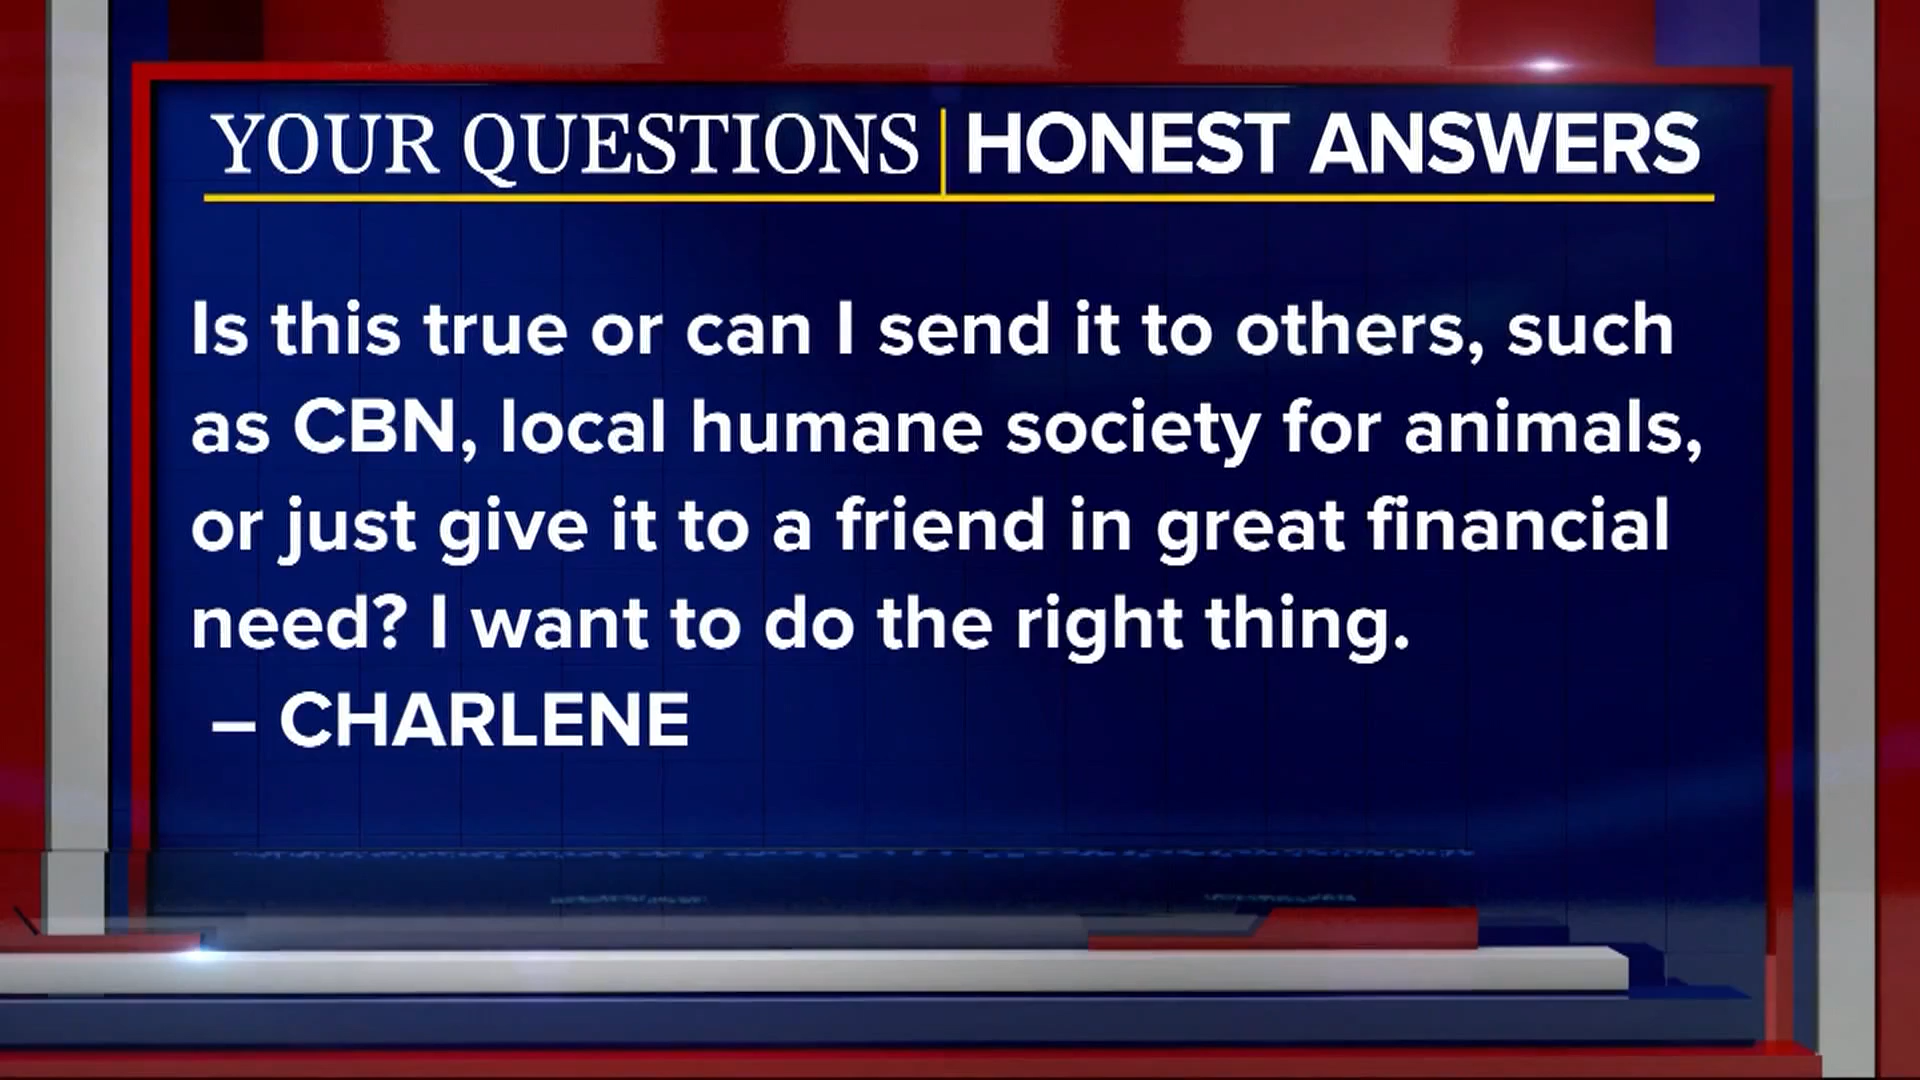 YOUR QUESTIONS | HONEST ANSWERS
Is this true or can I send it to others, such
as CBN, local humane society for animals,
or just give it to a friend in great financial
need? I want to do the right thing.
– CHARLENE